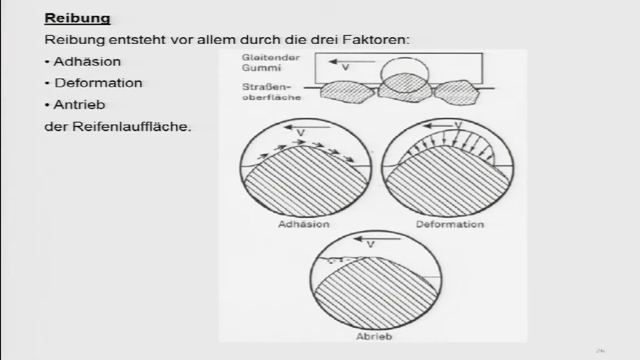 Reibung
Reibung entsteht vor allem durch die drei Faktoren:
• Adhäsion
• Deformation
• Antrieb
der Reifenlauffläche.
Gleitender
Gummi
V
Straßen-
oberfläche
V
V
Adhäsion
Deformation
V
Abrieb